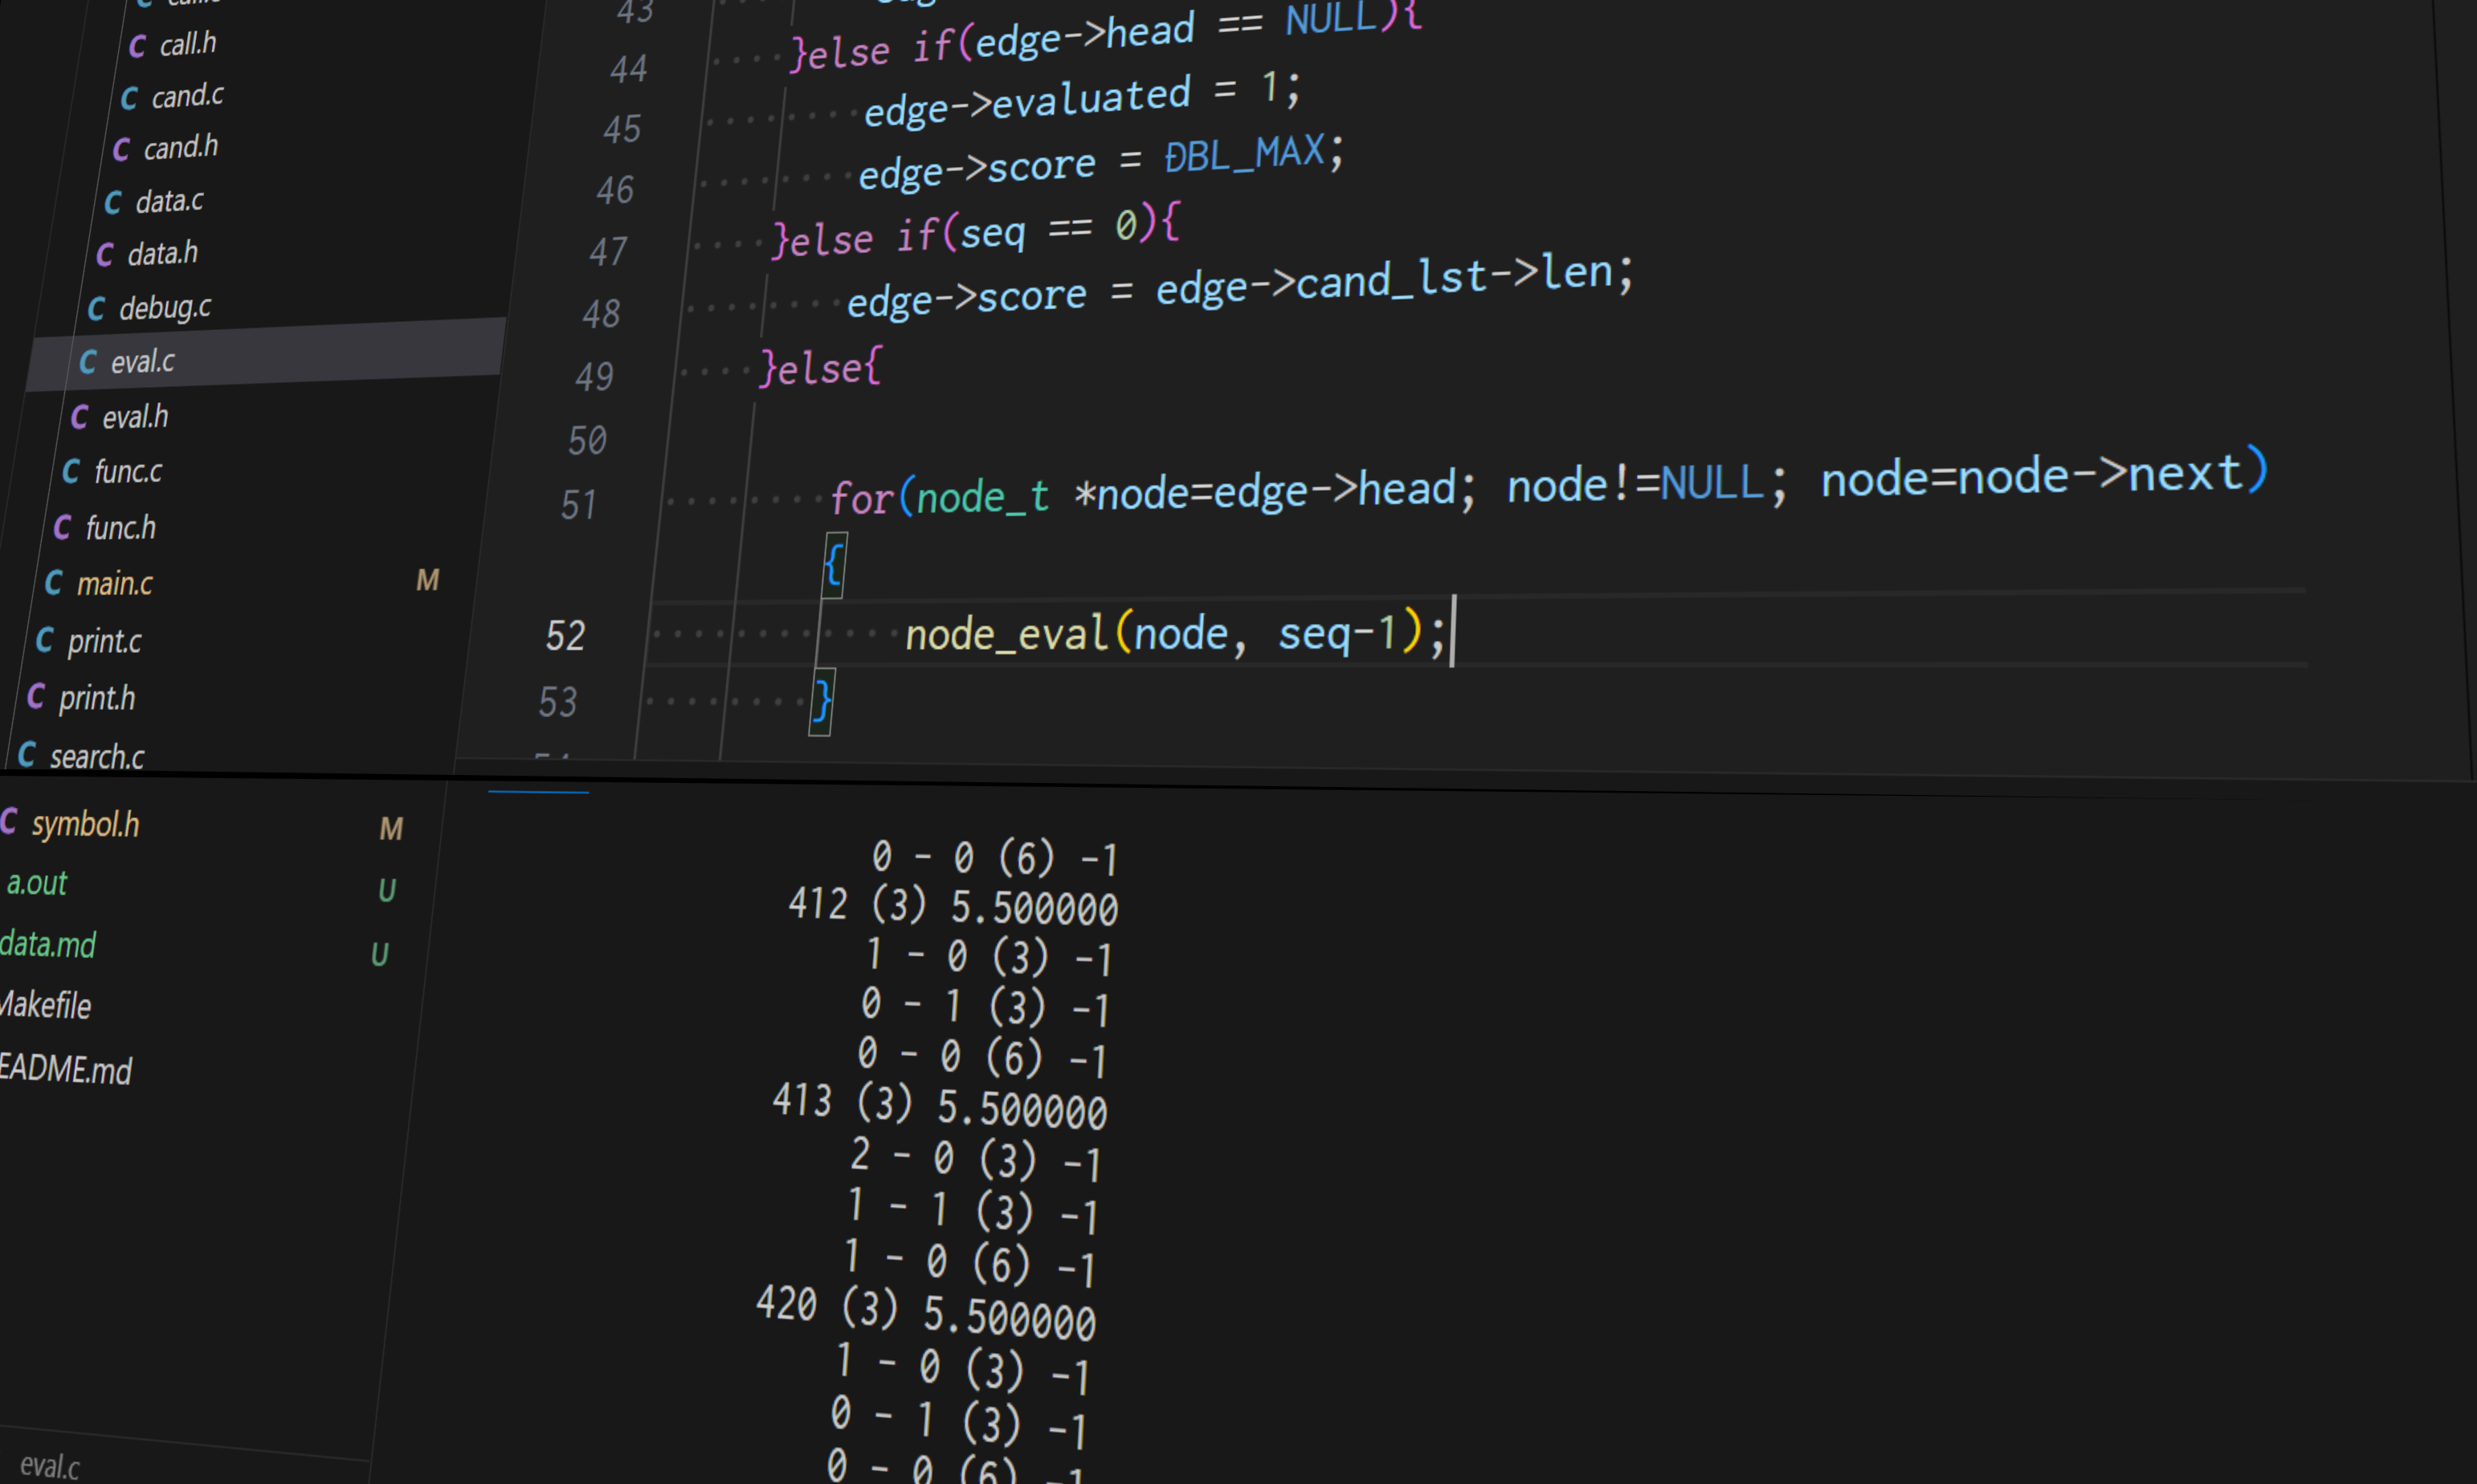 call.h
cand.c
cand.h
data.c
data.h
debug.c
eval.c
eval.h
func.c
func.h
main.c M
print.c
print.h
search.c
symbol.h M
a.out U
data.md U
Makefile
EADME.md
eval.c
43
44 }else if(edge->head == NULL){
45 edge->evaluated = 1;
46 edge->score = DBL_MAX;
47 }else if(seq == 0){
48 edge->score = edge->cand_lst->len;
49 }else{
50
51 for(node_t *node=edge->head; node!=NULL; node=node->next)
{
52 node_eval(node, seq-1);
53 }
0 - 0 (6) -1
412 (3) 5.500000
1 - 0 (3) -1
0 - 1 (3) -1
0 - 0 (6) -1
413 (3) 5.500000
2 - 0 (3) -1
1 - 1 (3) -1
1 - 0 (6) -1
420 (3) 5.500000
1 - 0 (3) -1
0 - 1 (3) -1
0 - 0 (6) -1